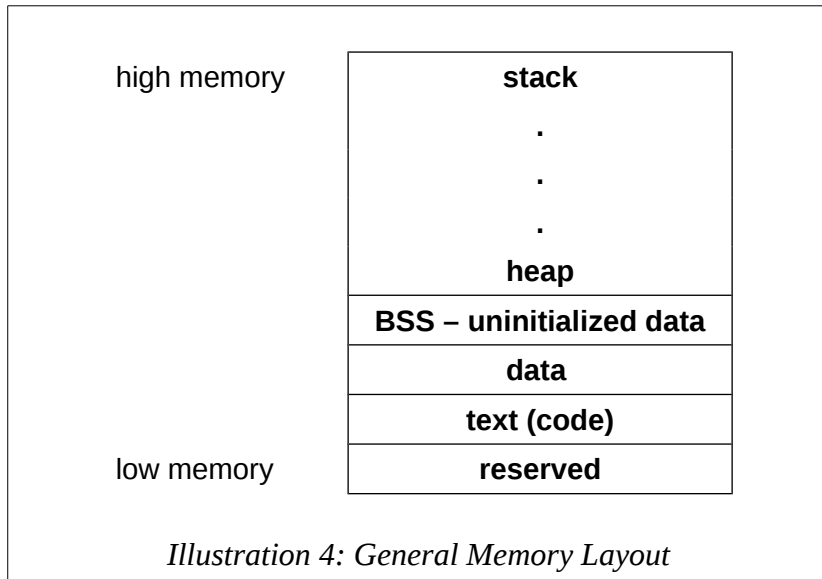 high memory stack
.
.
.
heap
BSS – uninitialized data
data
text (code)
low memory reserved
Illustration 4: General Memory Layout